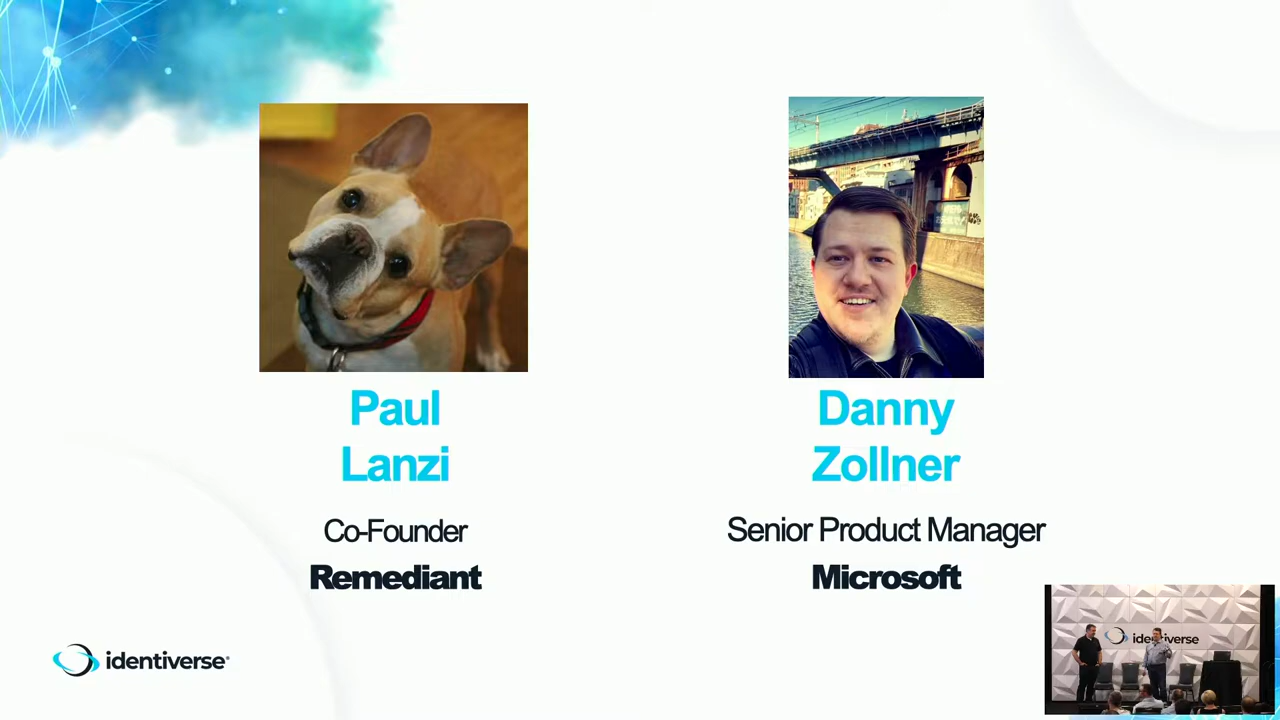 Paul
Lanzi
Co-Founder
Remediant
Danny
Zollner
Senior Product Manager
Microsoft
identiverse®
identiverse